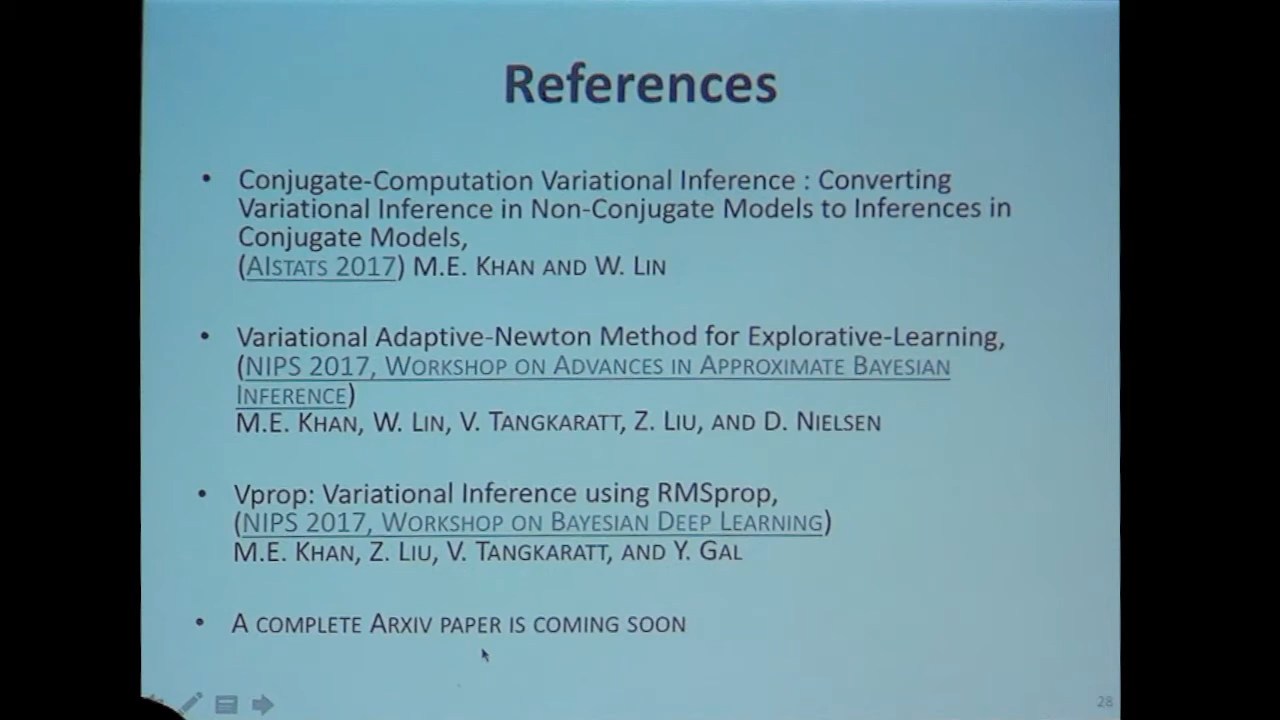 References
• Conjugate-Computation Variational Inference : Converting
Variational Inference in Non-Conjugate Models to Inferences in
Conjugate Models,
(AISTATS 2017) M.E. KHAN AND W. LIN
• Variational Adaptive-Newton Method for Explorative-Learning,
(NIPS 2017, WORKSHOP ON ADVANCES IN APPROXIMATE BAYESIAN
INFERENCE)
M.E. KHAN, W. LIN, V. TANGKARATT, Z. LIU, AND D. NIELSEN
• Vprop: Variational Inference using RMSprop,
(NIPS 2017, WORKSHOP ON BAYESIAN DEEP LEARNING)
M.E. KHAN, Z. LIU, V. TANGKARATT, AND Y. GAL
• A COMPLETE ARXIV PAPER IS COMING SOON
28